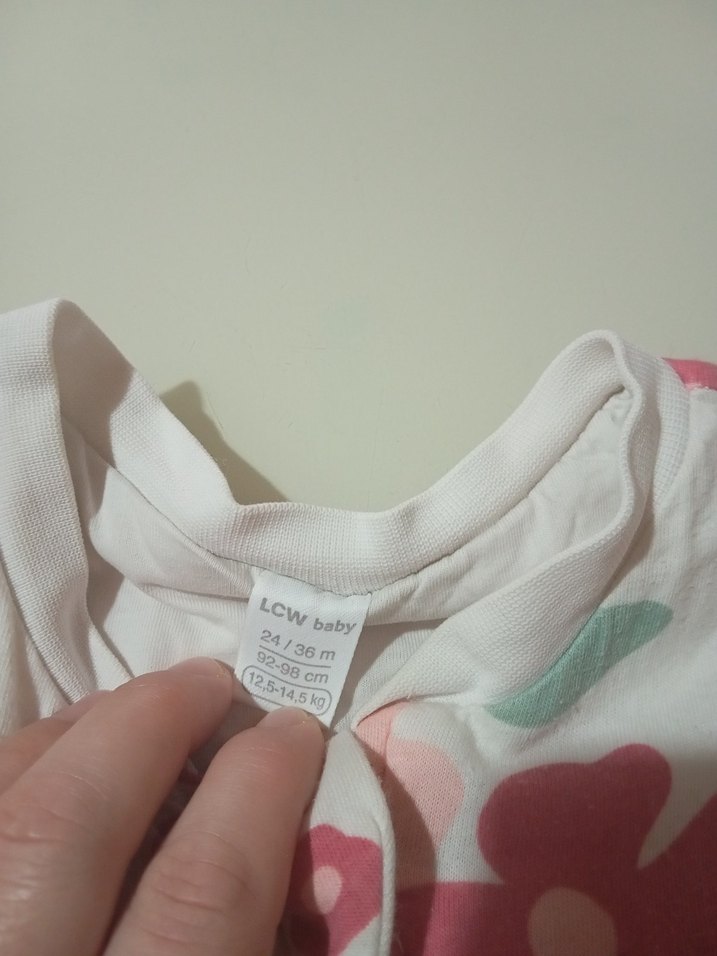 LCW baby
24 / 36 m
92-98 cm
12,5-14,5 kg